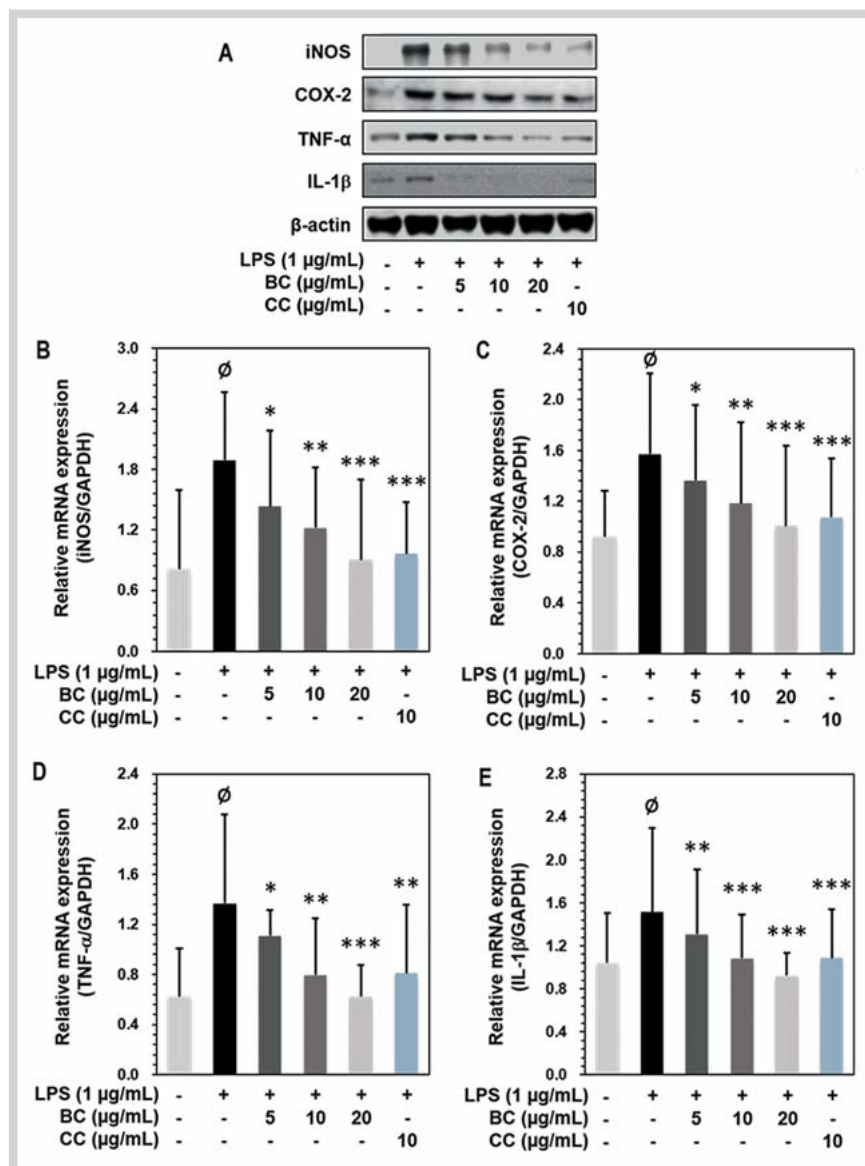 A
iNOS
COX-2
TNF-α
IL-1β
β-actin
LPS (1 µg/mL) - + + + + +
BC (µg/mL) - - 5 10 20 -
CC (µg/mL) - - - - - 10
B
Relative mRNA expression
(iNOS/GAPDH)
3.0
2.4
1.8
1.2
0.6
0.0
Ø
*
**
***
***
LPS (1 µg/mL) - + + + + +
BC (µg/mL) - - 5 10 20 -
CC (µg/mL) - - - - - 10
C
Relative mRNA expression
(COX-2/GAPDH)
2.4
2.0
1.6
1.2
0.8
0.4
0.0
Ø
*
**
***
***
LPS (1 µg/mL) - + + + + +
BC (µg/mL) - - 5 10 20 -
CC (µg/mL) - - - - - 10
D
Relative mRNA expression
(TNF-α/GAPDH)
2.4
2.0
1.6
1.2
0.8
0.4
0.0
Ø
*
**
***
**
LPS (1 µg/mL) - + + + + +
BC (µg/mL) - - 5 10 20 -
CC (µg/mL) - - - - - 10
E
Relative mRNA expression
(IL-1β/GAPDH)
2.8
2.4
2.0
1.6
1.2
0.8
0.4
0.0
Ø
**
***
***
***
LPS (1 µg/mL) - + + + + +
BC (µg/mL) - - 5 10 20 -
CC (µg/mL) - - - - - 10